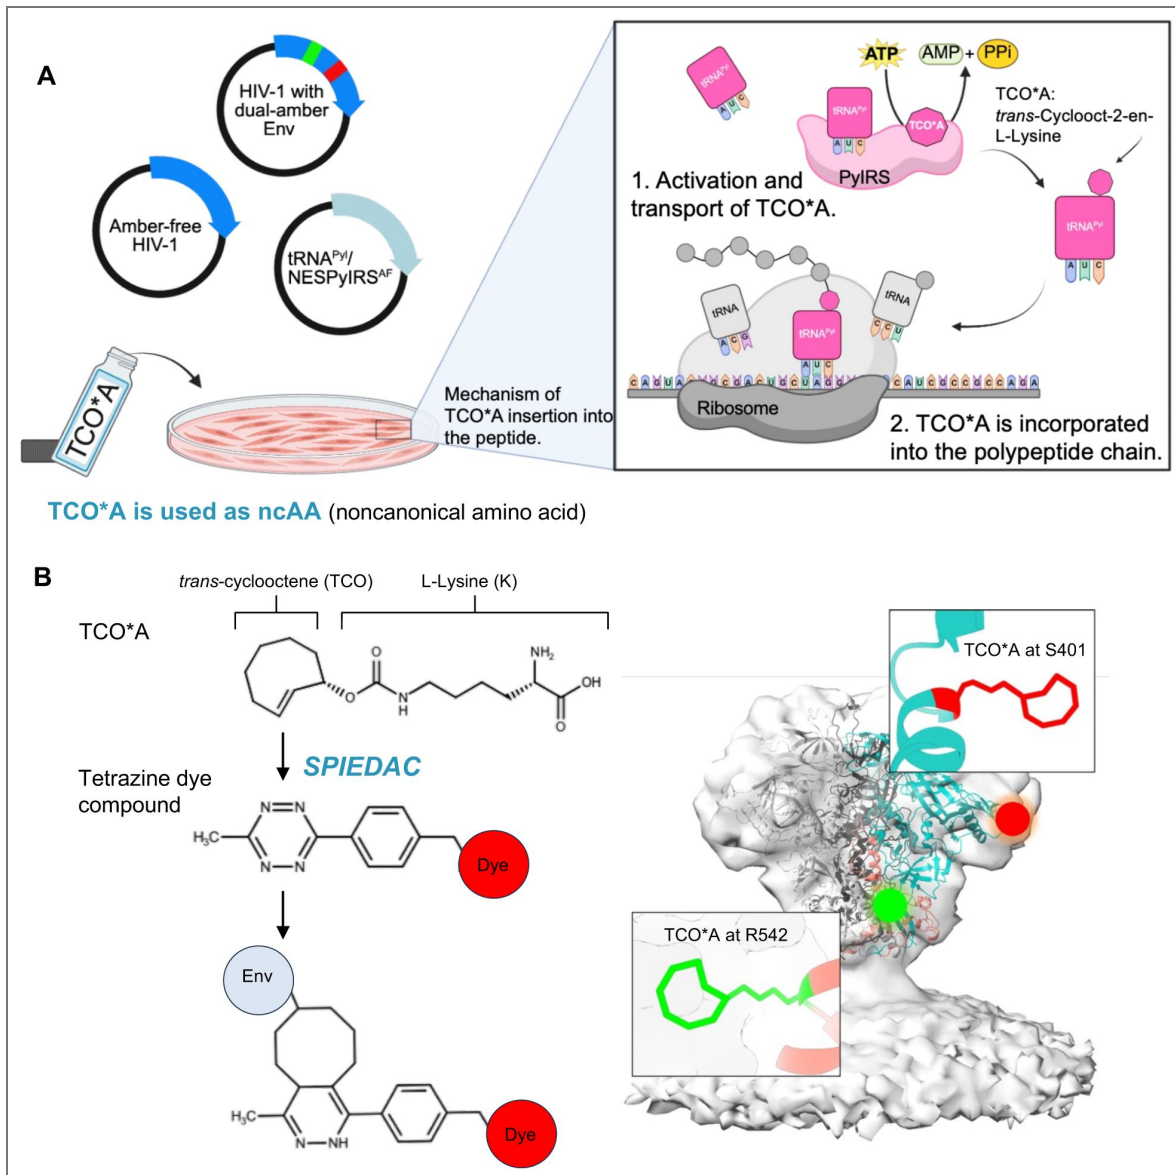 A
HIV-1 with
dual-amber
Env
Amber-free
HIV-1
tRNAPyl/
NESPylRSAF
TCO*A
Mechanism of
TCO*A insertion into
the peptide.
tRNAPyl
A U C
ATP
AMP + PPi
tRNAPyl
A U C
TCO*A
PylRS
TCO*A:
trans-Cyclooct-2-en-
L-Lysine
1. Activation and
transport of TCO*A.
tRNAPyl
A U C
tRNA
A C G
tRNAPyl
A U C
tRNA
C C U
C A G U A C G C G A C U G C U A G G C A U C G C C G C C A G A
Ribosome
2. TCO*A is incorporated
into the polypeptide chain.
TCO*A is used as ncAA (noncanonical amino acid)
B
trans-cyclooctene (TCO)
L-Lysine (K)
TCO*A
O
O
N
H
NH2
OH
O
SPIEDAC
Tetrazine dye
compound
N N
H3C
N N
Dye
Env
H3C
N NH
Dye
TCO*A at S401
TCO*A at R542